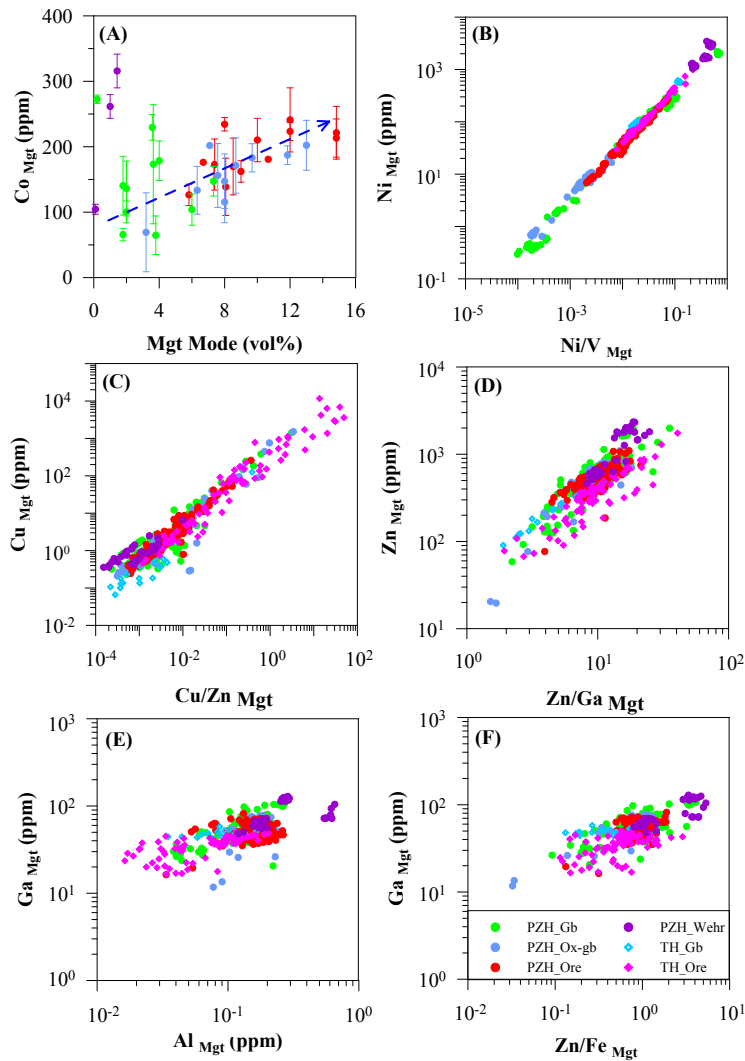 (A)
Co Mgt (ppm)
400
350
300
250
200
150
100
50
0
0 4 8 12 16
Mgt Mode (vol%)
(B)
Ni Mgt (ppm)
10^3
10^1
10^-1
10^-5 10^-3 10^-1
Ni/V Mgt
(C)
Cu Mgt (ppm)
10^4
10^2
10^0
10^-2
10^-4 10^-2 10^0 10^2
Cu/Zn Mgt
(D)
Zn Mgt (ppm)
10^4
10^3
10^2
10^1
10^0 10^1 10^2
Zn/Ga Mgt
(E)
Ga Mgt (ppm)
10^3
10^2
10^1
10^0
10^-2 10^-1 10^0
Al Mgt (ppm)
(F)
Ga Mgt (ppm)
10^3
10^2
10^1
10^0
PZH_Gb PZH_Wehr
PZH_Ox-gb TH_Gb
PZH_Ore TH_Ore
10^-2 10^-1 10^0 10^1
Zn/Fe Mgt